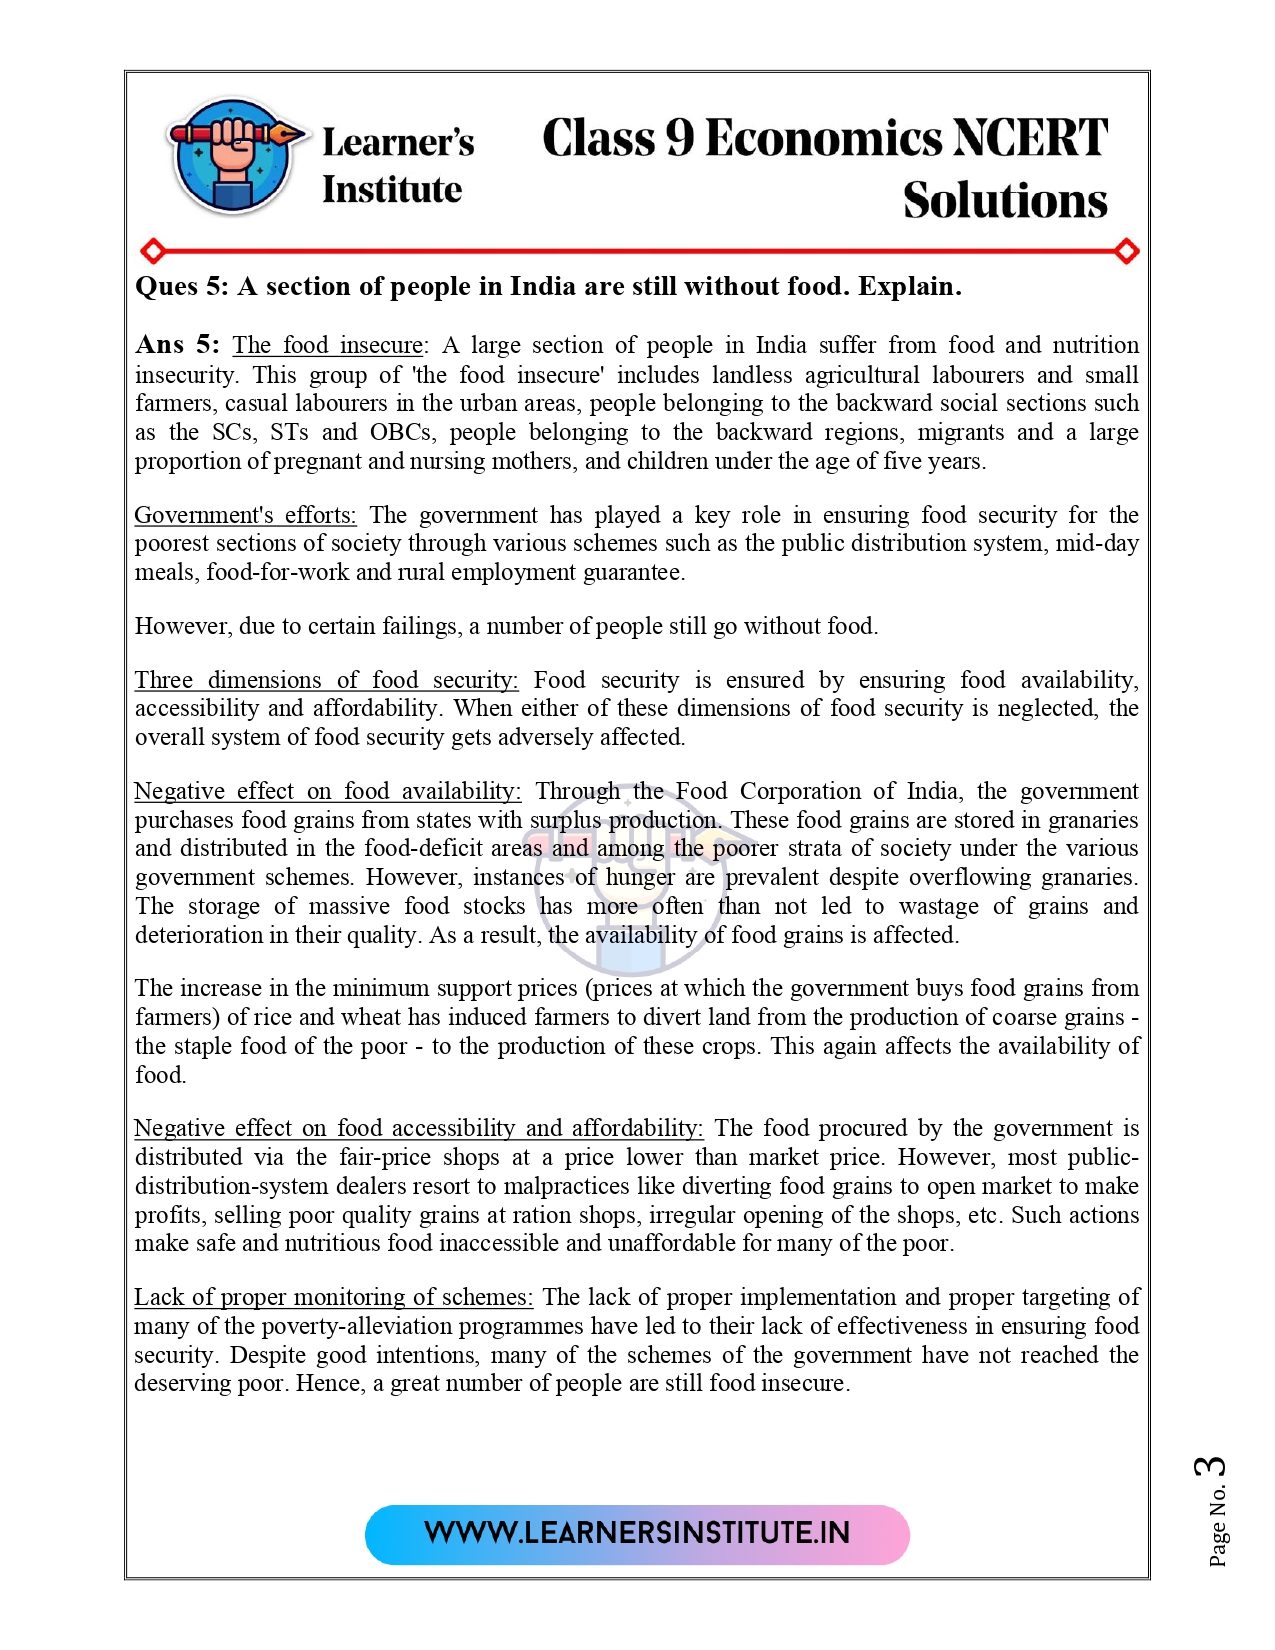 Learner's
Institute
Class 9 Economics NCERT
Solutions
Ques 5: A section of people in India are still without food. Explain.
Ans 5: The food insecure: A large section of people in India suffer from food and nutrition
insecurity. This group of 'the food insecure' includes landless agricultural labourers and small
farmers, casual labourers in the urban areas, people belonging to the backward social sections such
as the SCs, STs and OBCs, people belonging to the backward regions, migrants and a large
proportion of pregnant and nursing mothers, and children under the age of five years.
Government's efforts: The government has played a key role in ensuring food security for the
poorest sections of society through various schemes such as the public distribution system, mid-day
meals, food-for-work and rural employment guarantee.
However, due to certain failings, a number of people still go without food.
Three dimensions of food security: Food security is ensured by ensuring food availability,
accessibility and affordability. When either of these dimensions of food security is neglected, the
overall system of food security gets adversely affected.
Negative effect on food availability: Through the Food Corporation of India, the government
purchases food grains from states with surplus production. These food grains are stored in granaries
and distributed in the food-deficit areas and among the poorer strata of society under the various
government schemes. However, instances of hunger are prevalent despite overflowing granaries.
The storage of massive food stocks has more often than not led to wastage of grains and
deterioration in their quality. As a result, the availability of food grains is affected.
The increase in the minimum support prices (prices at which the government buys food grains from
farmers) of rice and wheat has induced farmers to divert land from the production of coarse grains -
the staple food of the poor - to the production of these crops. This again affects the availability of
food.
Negative effect on food accessibility and affordability: The food procured by the government is
distributed via the fair-price shops at a price lower than market price. However, most public-
distribution-system dealers resort to malpractices like diverting food grains to open market to make
profits, selling poor quality grains at ration shops, irregular opening of the shops, etc. Such actions
make safe and nutritious food inaccessible and unaffordable for many of the poor.
Lack of proper monitoring of schemes: The lack of proper implementation and proper targeting of
many of the poverty-alleviation programmes have led to their lack of effectiveness in ensuring food
security. Despite good intentions, many of the schemes of the government have not reached the
deserving poor. Hence, a great number of people are still food insecure.
WWW.LEARNERSINSTITUTE.IN
Page No. 3